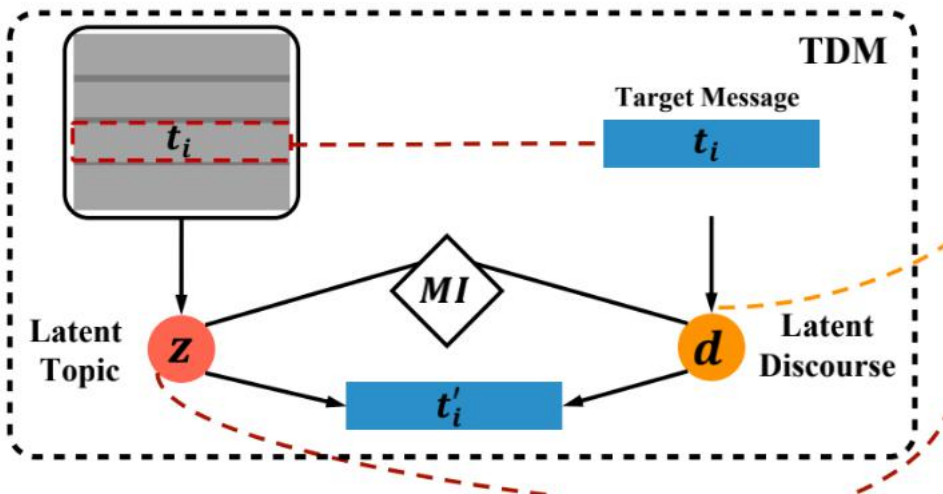 TDM
Target Message
t_i
t_i
MI
Latent
Topic
z
d
Latent
Discourse
t'_i